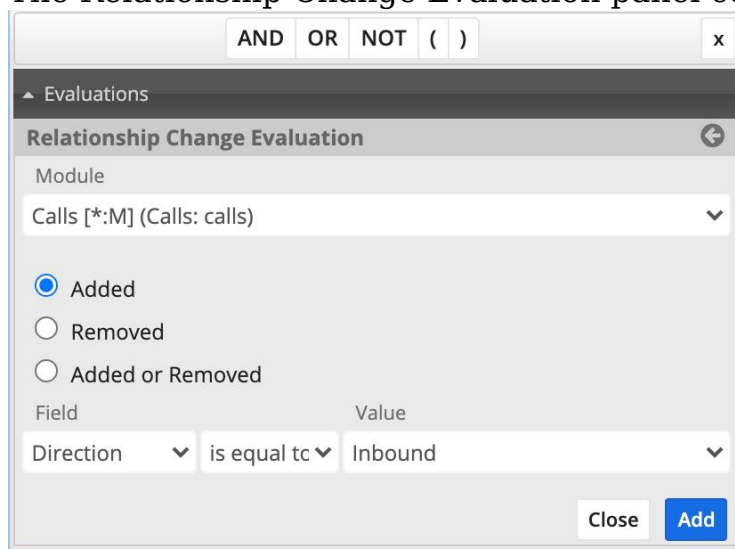 The Relationship Change Evaluation panel
AND OR NOT ( ) x
Evaluations
Relationship Change Evaluation
Module
Calls [*:M] (Calls: calls)
Added
Removed
Added or Removed
Field Value
Direction is equal tc Inbound
Close Add